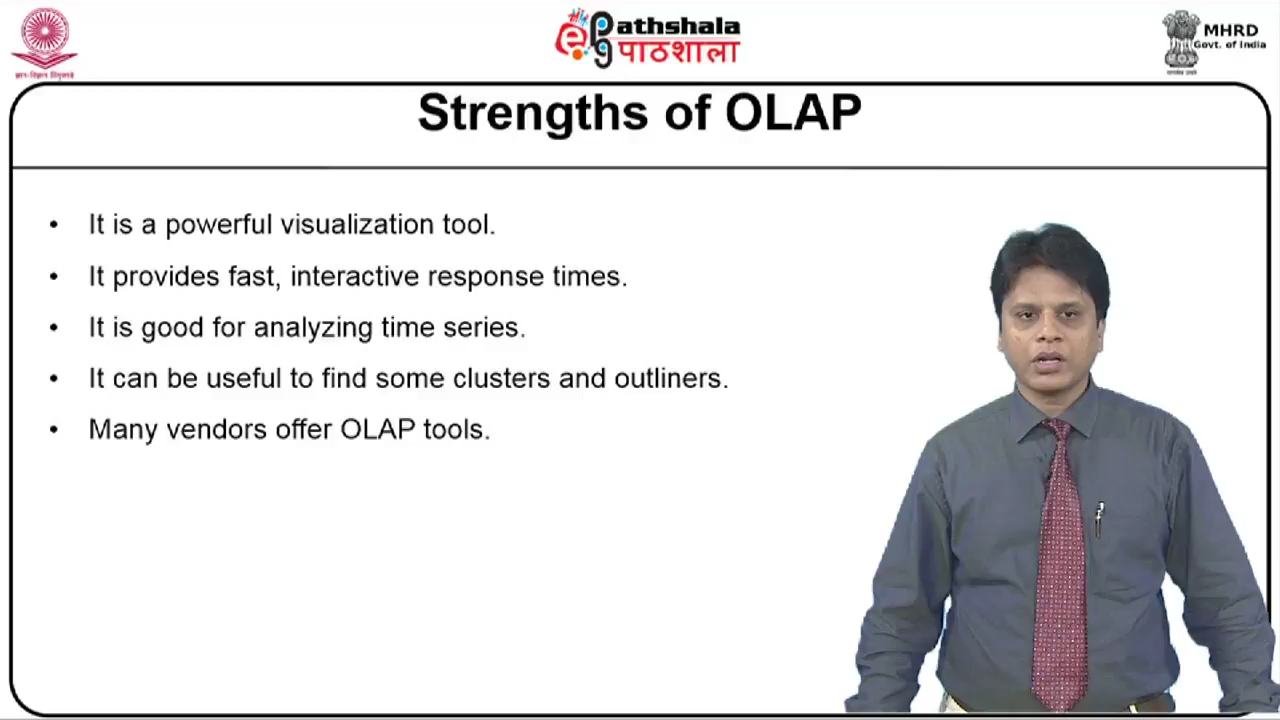 ज्ञान-विज्ञान विमुक्तये
ePathshala
पाठशाला
MHRD
Govt. of India
Strengths of OLAP
• It is a powerful visualization tool.
• It provides fast, interactive response times.
• It is good for analyzing time series.
• It can be useful to find some clusters and outliners.
• Many vendors offer OLAP tools.